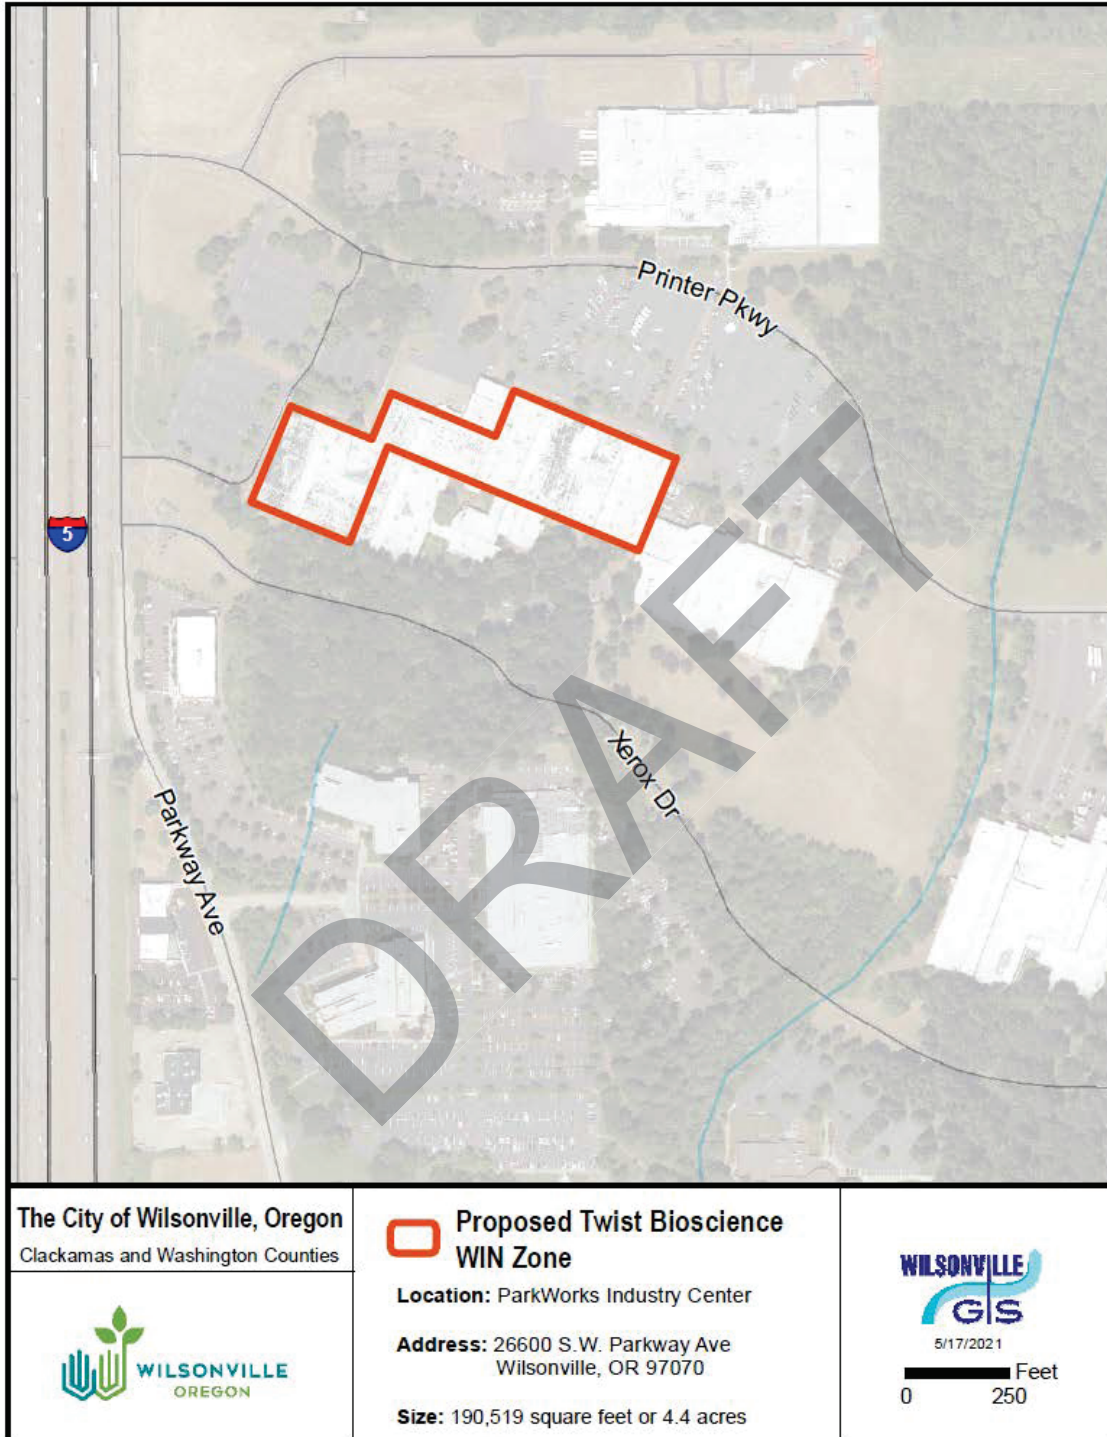 Printer Pkwy
5
Xerox Dr
Parkway Ave
DRAFT
The City of Wilsonville, Oregon
Clackamas and Washington Counties
WILSONVILLE
OREGON
Proposed Twist Bioscience
WIN Zone
Location: ParkWorks Industry Center
Address: 26600 S.W. Parkway Ave
Wilsonville, OR 97070
Size: 190,519 square feet or 4.4 acres
WILSONVILLE
GIS
5/17/2021
Feet
0 250